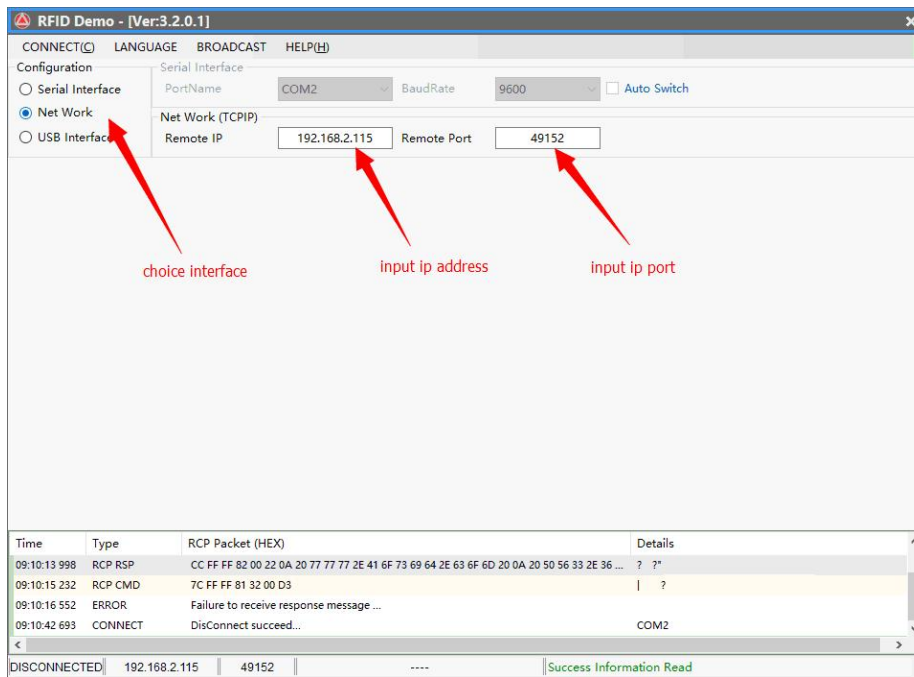 RFID Demo - [Ver:3.2.0.1]
CONNECT(C) LANGUAGE BROADCAST HELP(H)
Configuration
Serial Interface
Net Work
USB Interface
Serial Interface
PortName COM2 BaudRate 9600 Auto Switch
Net Work (TCPIP)
Remote IP 192.168.2.115 Remote Port 49152
choice interface
input ip address
input ip port
Time Type RCP Packet (HEX) Details
09:10:13 998 RCP RSP CC FF FF 82 00 22 0A 20 77 77 77 2E 41 6F 73 69 64 2E 63 6F 6D 20 0A 20 50 56 33 2E 36 ... ? ?"
09:10:15 232 RCP CMD 7C FF FF 81 32 00 D3 | ?
09:10:16 552 ERROR Failure to receive response message ...
09:10:42 693 CONNECT DisConnect succeed... COM2
DISCONNECTED 192.168.2.115 49152 ---- Success Information Read